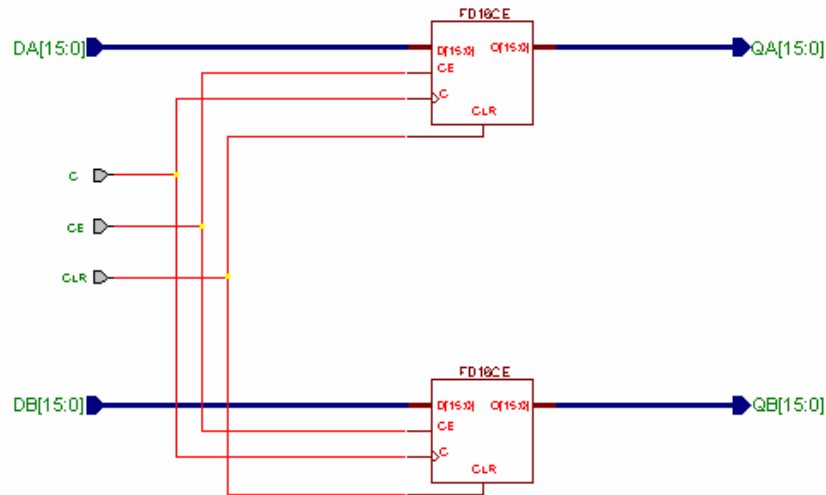 FD16CE
DA[15:0]
D[15:0]
Q[15:0]
QA[15:0]
CE
C
CLR
C
CE
CLR
FD16CE
DB[15:0]
D[15:0]
Q[15:0]
QB[15:0]
CE
C
CLR